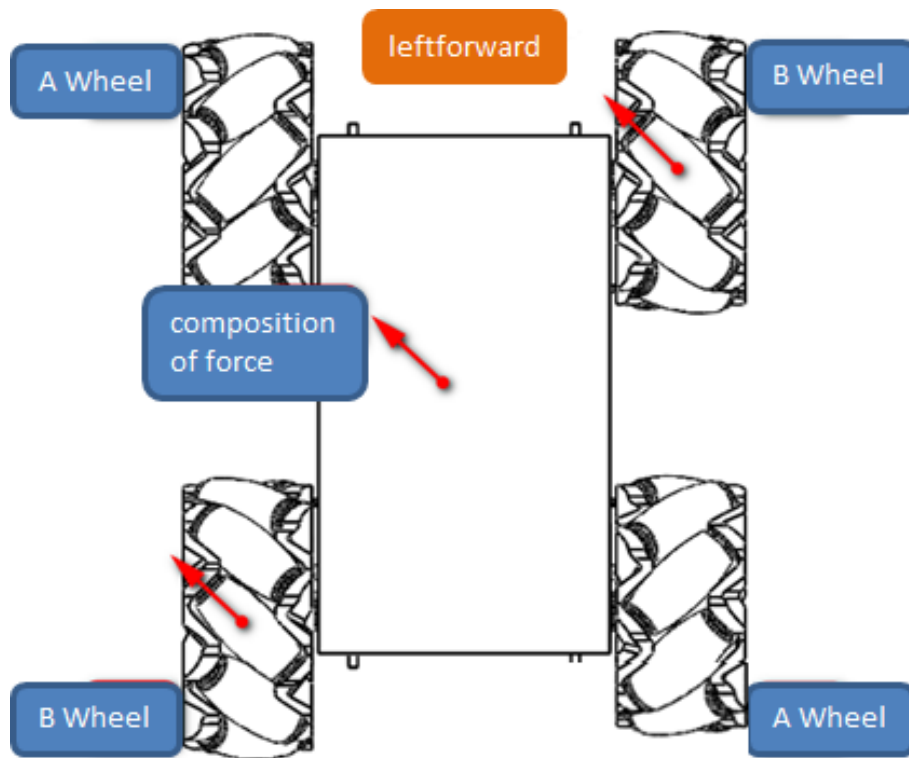 leftforward
A Wheel
B Wheel
composition
of force
B Wheel
A Wheel